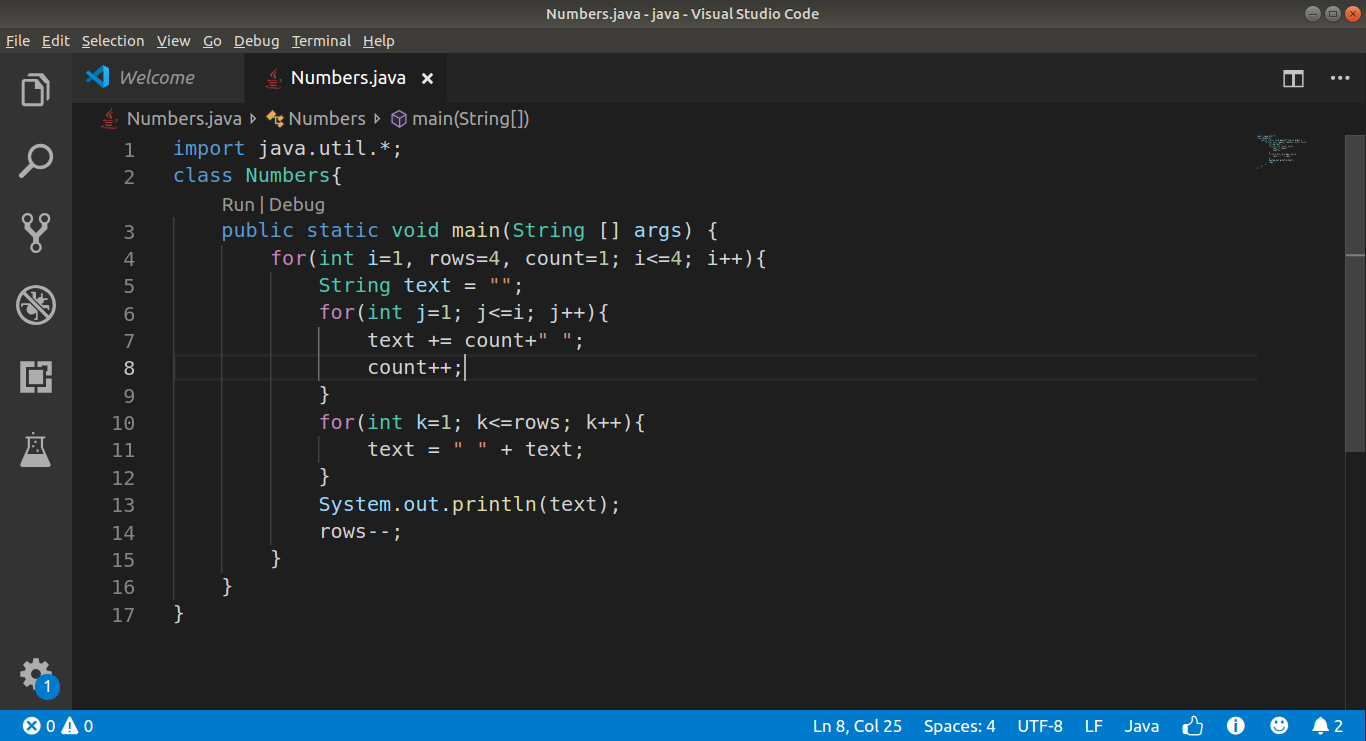 Numbers.java - java - Visual Studio Code
File Edit Selection View Go Debug Terminal Help
Welcome Numbers.java
Numbers.java Numbers main(String[])
1 import java.util.*;
2 class Numbers{
Run | Debug
3 public static void main(String [] args) {
4 for(int i=1, rows=4, count=1; i<=4; i++){
5 String text = "";
6 for(int j=1; j<=i; j++){
7 text += count+" ";
8 count++;
9 }
10 for(int k=1; k<=rows; k++){
11 text = " " + text;
12 }
13 System.out.println(text);
14 rows--;
15 }
16 }
17 }
1
0 0 Ln 8, Col 25 Spaces: 4 UTF-8 LF Java 2